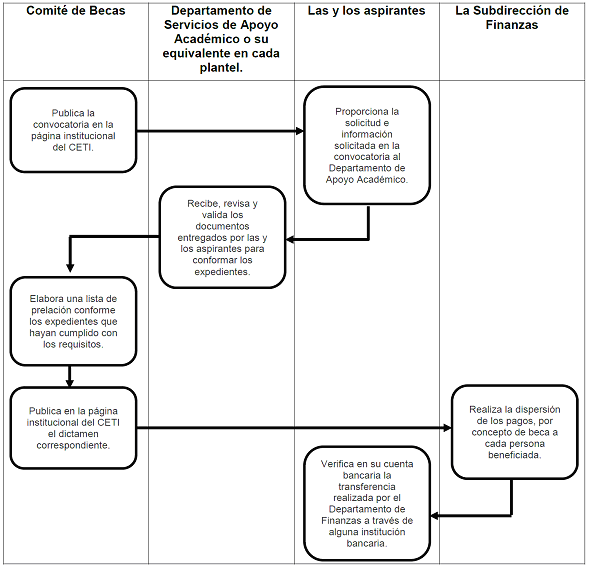 Comité de Becas
Departamento de
Servicios de Apoyo
Académico o su
equivalente en cada
plantel.
Las y los aspirantes
La Subdirección de
Finanzas
Publica la
convocatoria en la
página institucional
del CETI.
Proporciona la
solicitud e
información
solicitada en la
convocatoria al
Departamento de
Apoyo Académico.
Recibe, revisa y
valida los
documentos
entregados por las y
los aspirantes para
conformar los
expedientes.
Elabora una lista de
prelación conforme
los expedientes que
hayan cumplido con
los requisitos.
Publica en la página
institucional del CETI
el dictamen
correspondiente.
Realiza la dispersión
de los pagos, por
concepto de beca a
cada persona
beneficiada.
Verifica en su cuenta
bancaria la
transferencia
realizada por el
Departamento de
Finanzas a través de
alguna institución
bancaria.